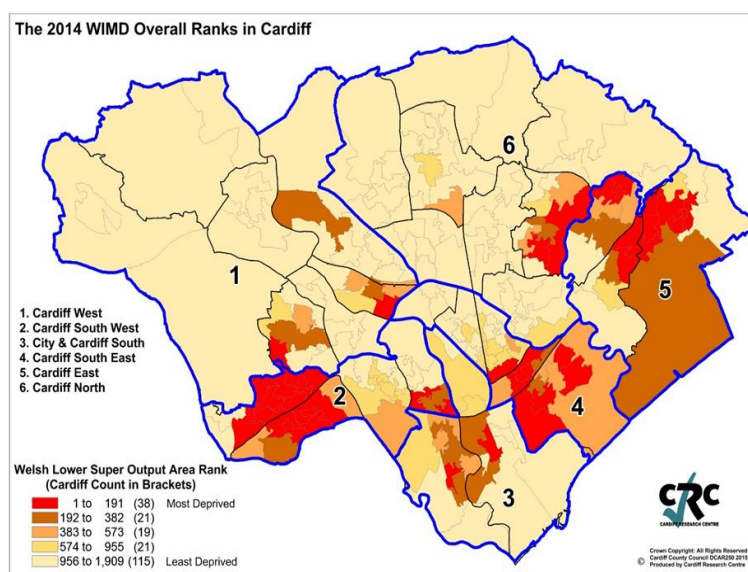 The 2014 WIMD Overall Ranks in Cardiff
6
1
5
1. Cardiff West
2. Cardiff South West
3. City & Cardiff South
4. Cardiff South East
5. Cardiff East
6. Cardiff North
2
4
3
Welsh Lower Super Output Area Rank
(Cardiff Count in Brackets)
1 to 191 (38) Most Deprived
192 to 382 (21)
383 to 573 (19)
574 to 955 (21)
956 to 1,909 (115) Least Deprived
CRC
CARDIFF RESEARCH CENTRE
Crown Copyright: All Rights Reserved
Cardiff County Council DCAR250 2015
© Produced by Cardiff Research Centre